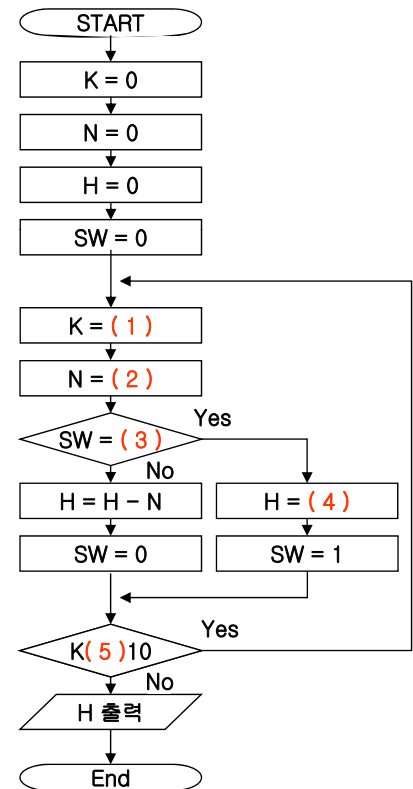 START
K = 0
N = 0
H = 0
SW = 0
K = ( 1 )
N = ( 2 )
SW = ( 3 )
Yes
No
H = H - N
H = ( 4 )
SW = 0
SW = 1
K( 5 )10
Yes
No
H 출력
End